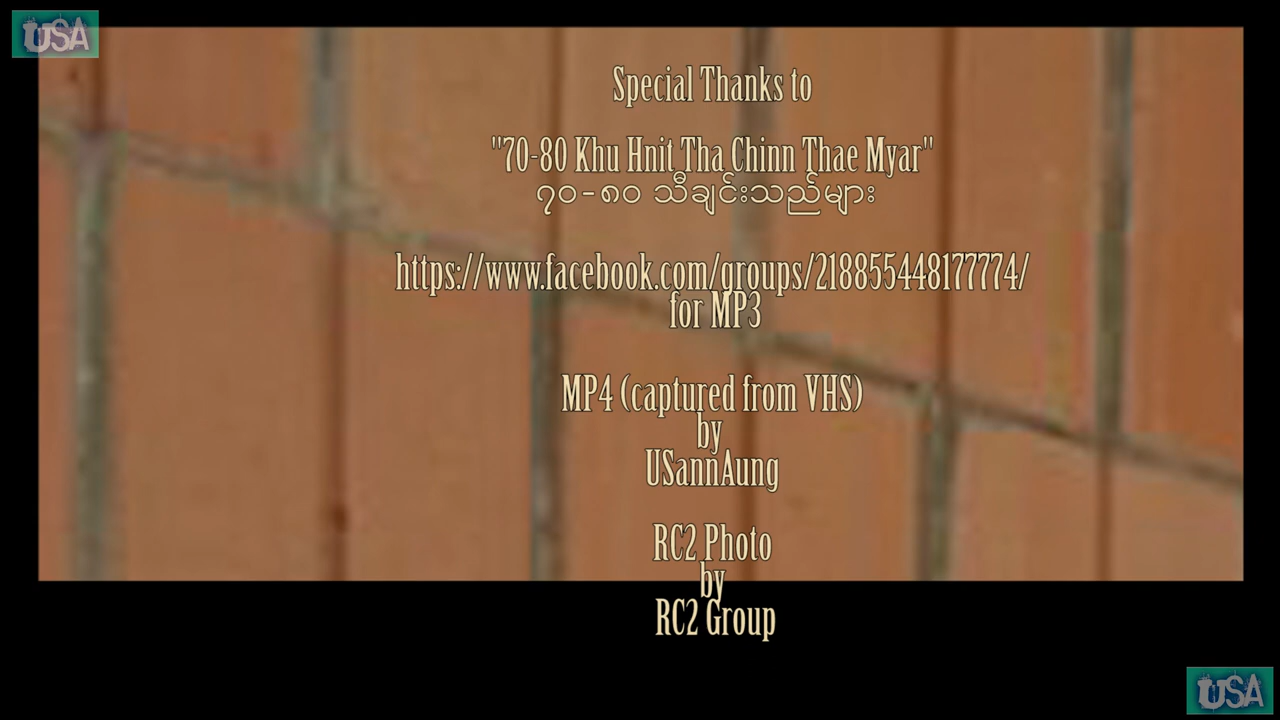 USA
Special Thanks to
"70-80 Khu Hnit Tha Chinn Thae Myar"
၇၀-၈၀ သီချင်းသည်များ
https://www.facebook.com/groups/218855448177774/
for MP3
MP4 (captured from VHS)
by
USannAung
RC2 Photo
by
RC2 Group
USA